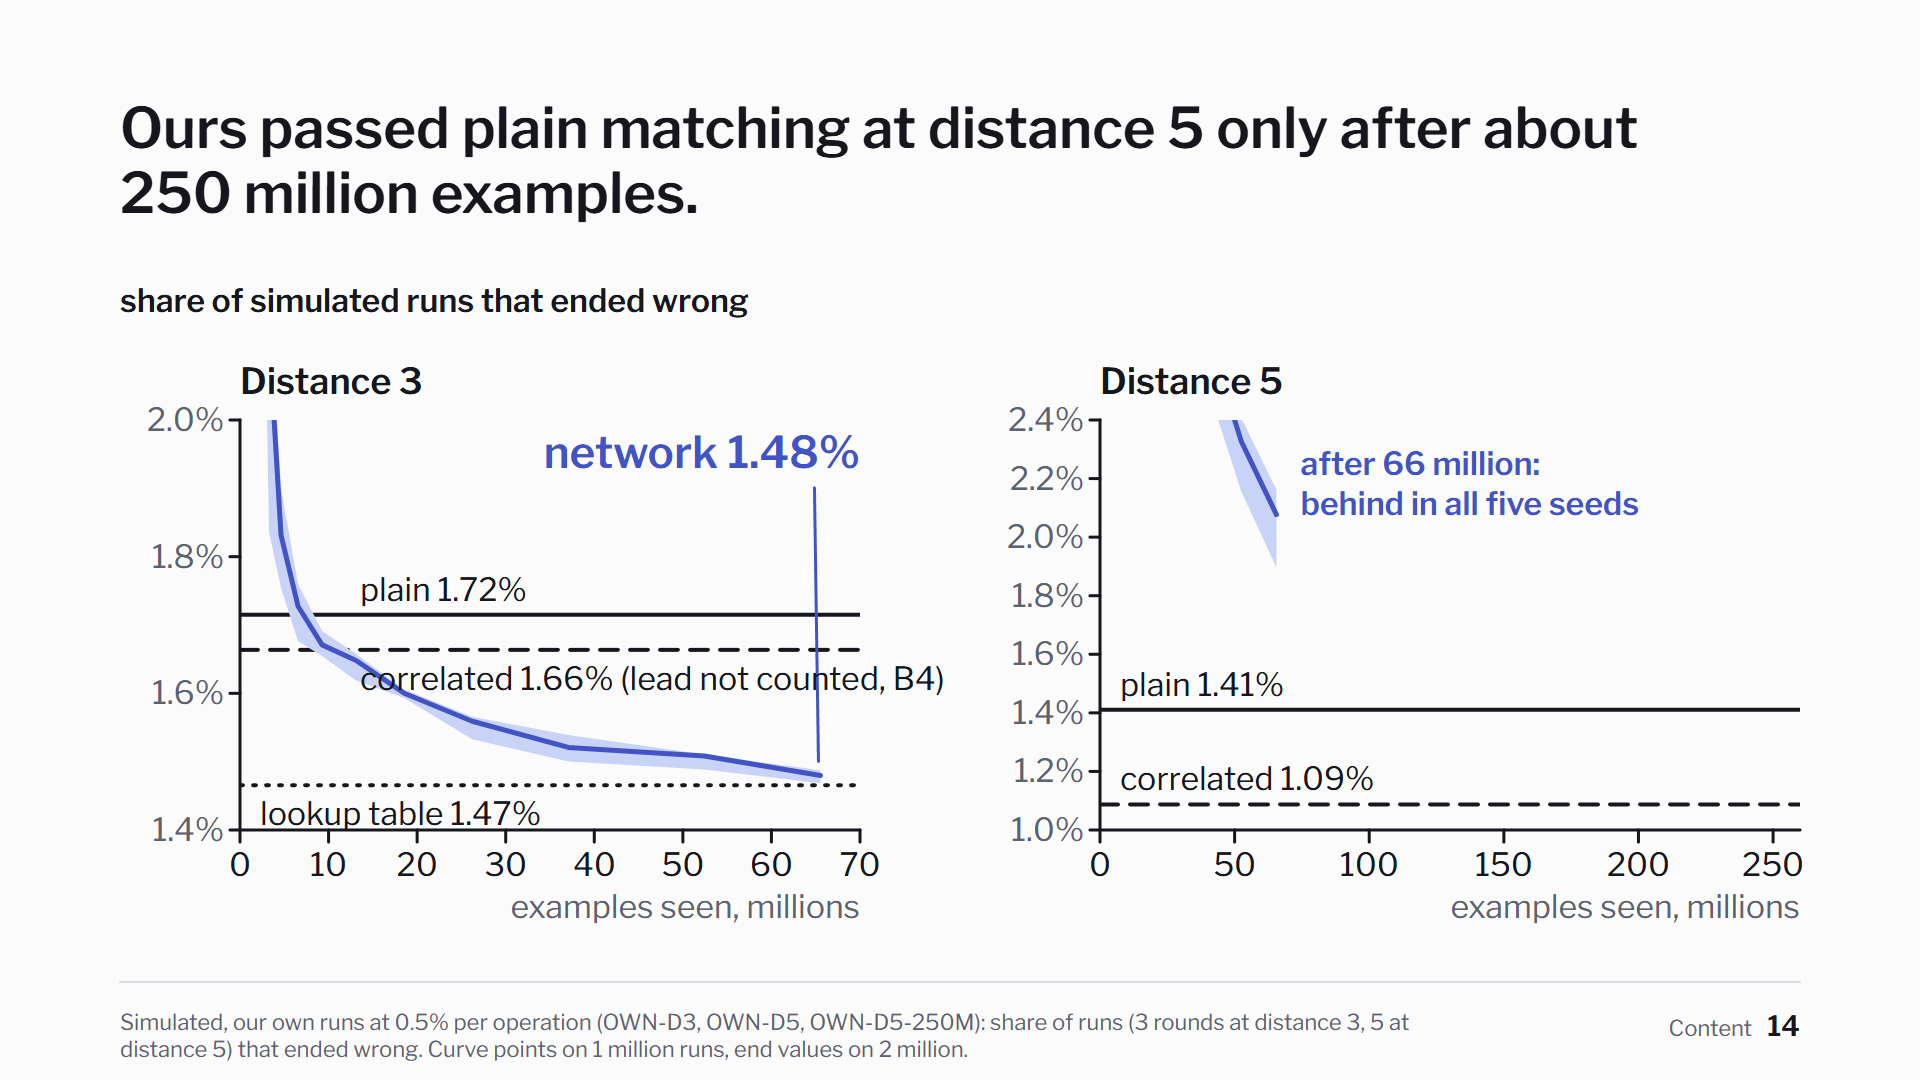 Ours passed plain matching at distance 5 only after about
250 million examples.
share of simulated runs that ended wrong
Distance 3
2.0%
1.8%
1.6%
1.4%
network 1.48%
plain 1.72%
correlated 1.66% (lead not counted, B4)
lookup table 1.47%
0 10 20 30 40 50 60 70
examples seen, millions
Distance 5
2.4%
2.2%
2.0%
1.8%
1.6%
1.4%
1.2%
1.0%
after 66 million:
behind in all five seeds
plain 1.41%
correlated 1.09%
0 50 100 150 200 250
examples seen, millions
Simulated, our own runs at 0.5% per operation (OWN-D3, OWN-D5, OWN-D5-250M): share of runs (3 rounds at distance 3, 5 at
distance 5) that ended wrong. Curve points on 1 million runs, end values on 2 million.
Content 14